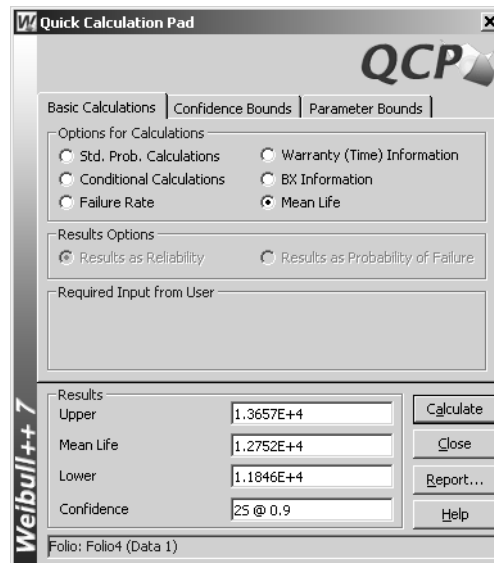 Quick Calculation Pad
QCP
Basic Calculations Confidence Bounds Parameter Bounds
Options for Calculations
Std. Prob. Calculations Warranty (Time) Information
Conditional Calculations BX Information
Failure Rate Mean Life
Results Options
Results as Reliability Results as Probability of Failure
Required Input from User
Results
Upper 1.3657E+4 Calculate
Mean Life 1.2752E+4 Close
Lower 1.1846E+4 Report...
Confidence 2S @ 0.9 Help
Weibull++ 7
Folio: Folio4 (Data 1)